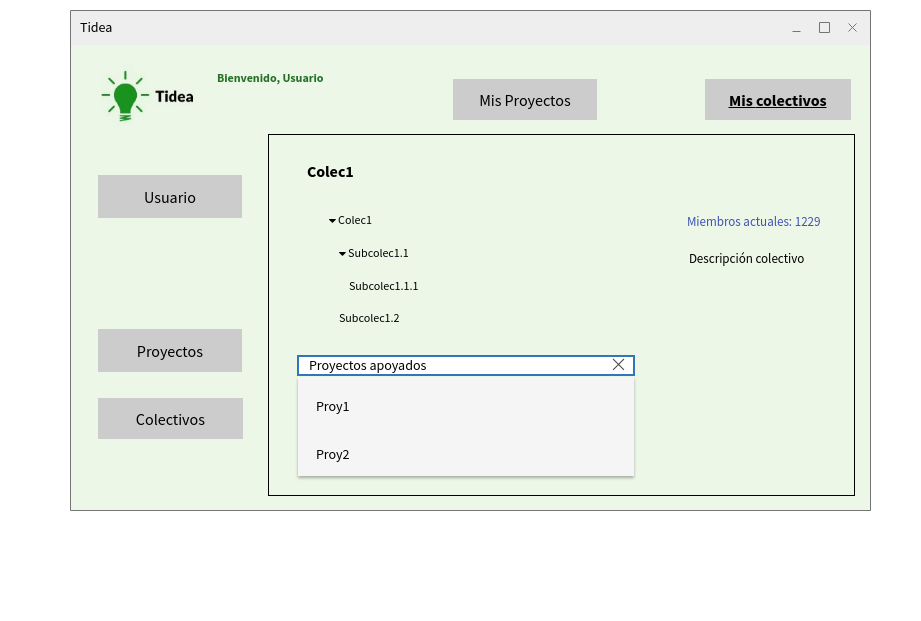 Tidea
Bienvenido, Usuario
Tidea
Mis Proyectos
Mis colectivos
Usuario
Proyectos
Colectivos
Colec1
Colec1
Subcolec1.1
Subcolec1.1.1
Subcolec1.2
Miembros actuales: 1229
Descripción colectivo
Proyectos apoyados
Proy1
Proy2